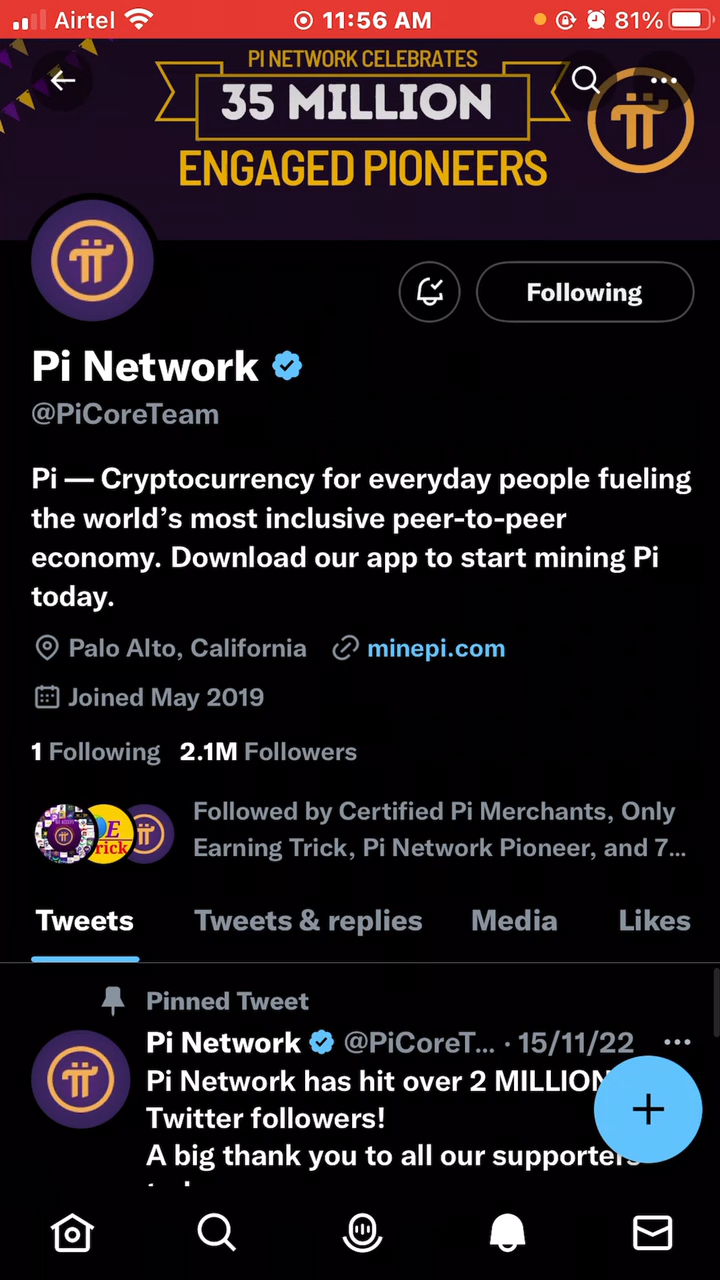 Airtel 11:56 AM 81%
PI NETWORK CELEBRATES
35 MILLION
ENGAGED PIONEERS
Following
Pi Network
@PiCoreTeam
Pi — Cryptocurrency for everyday people fueling
the world’s most inclusive peer-to-peer
economy. Download our app to start mining Pi
today.
Palo Alto, California minepi.com
Joined May 2019
1 Following 2.1M Followers
Followed by Certified Pi Merchants, Only
Earning Trick, Pi Network Pioneer, and 7...
Tweets Tweets & replies Media Likes
Pinned Tweet
Pi Network @PiCoreT... · 15/11/22
Pi Network has hit over 2 MILLION
Twitter followers!
A big thank you to all our supporters